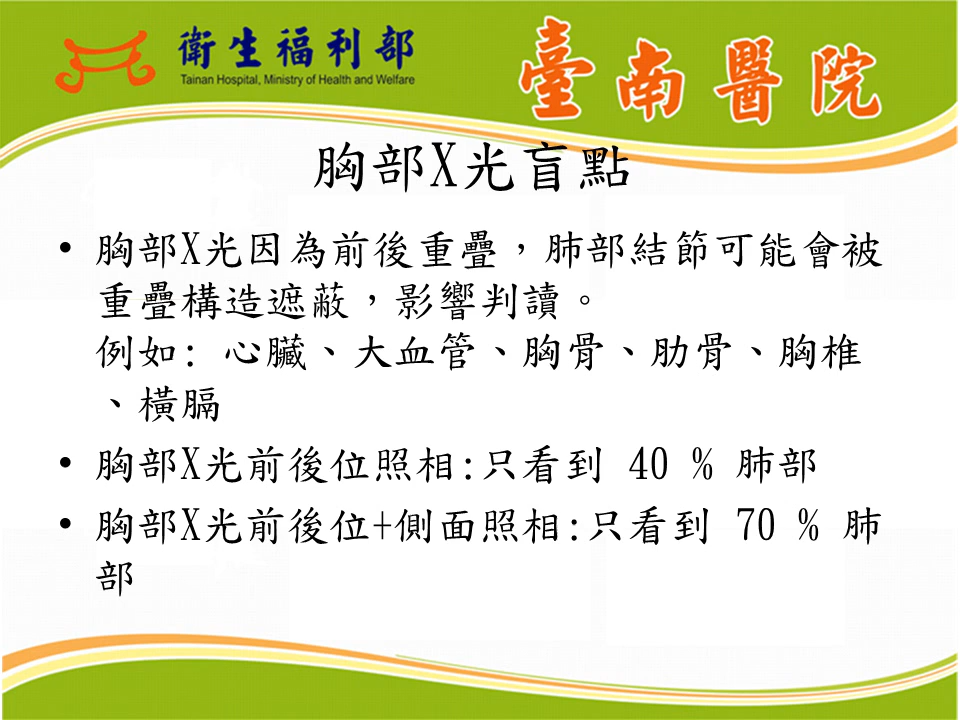 衛生福利部
Tainan Hospital, Ministry of Health and Welfare
臺南醫院
胸部X光盲點
• 胸部X光因為前後重疊，肺部結節可能會被
重疊構造遮蔽，影響判讀。
例如: 心臟、大血管、胸骨、肋骨、胸椎
、橫膈
• 胸部X光前後位照相:只看到 40 % 肺部
• 胸部X光前後位+側面照相:只看到 70 % 肺
部